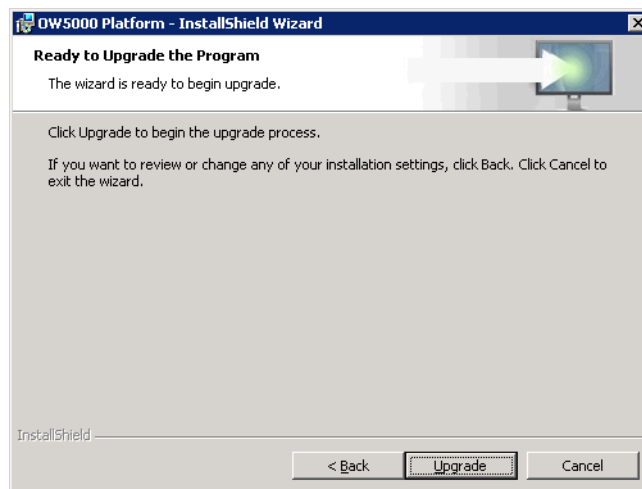 OW5000 Platform - InstallShield Wizard
Ready to Upgrade the Program
The wizard is ready to begin upgrade.
Click Upgrade to begin the upgrade process.
If you want to review or change any of your installation settings, click Back. Click Cancel to
exit the wizard.
InstallShield
< Back
Upgrade
Cancel